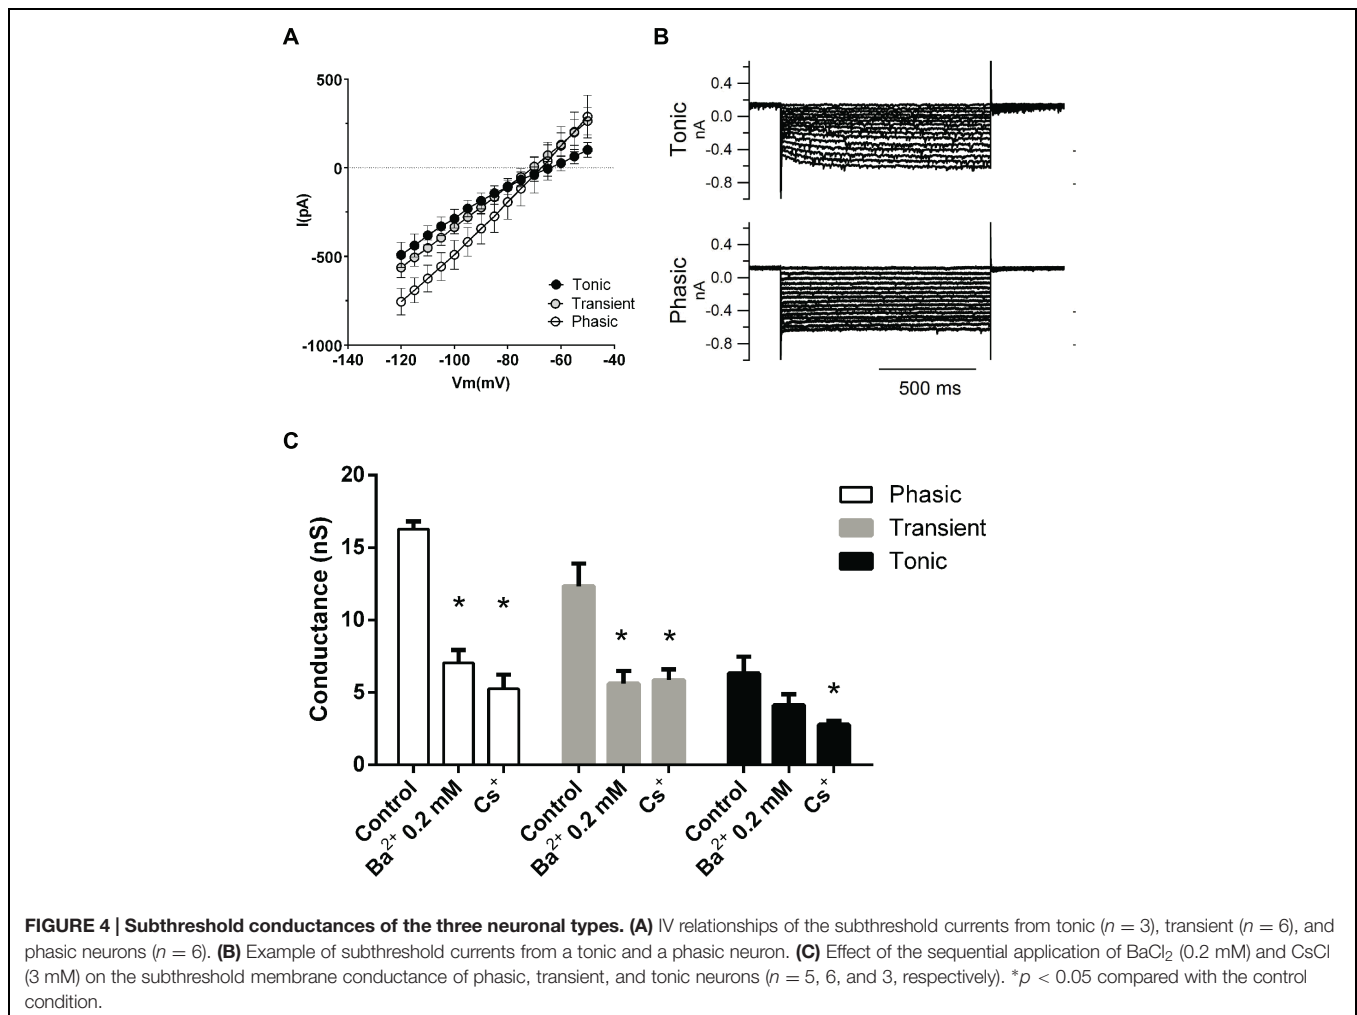 A
500
0
-500
-1000
I(pA)
-140 -120 -100 -80 -60 -40
Vm(mV)
Tonic
Transient
Phasic
B
Tonic
nA
0.4
0.0
-0.4
-0.8
Phasic
nA
0.4
0.0
-0.4
-0.8
500 ms
C
Conductance (nS)
20
15
10
5
0
* *
* *
*
Phasic
Transient
Tonic
Control Ba2+ 0.2 mM Cs+ Control Ba2+ 0.2 mM Cs+ Control Ba2+ 0.2 mM Cs+
FIGURE 4 | Subthreshold conductances of the three neuronal types. (A) IV relationships of the subthreshold currents from tonic (n = 3), transient (n = 6), and
phasic neurons (n = 6). (B) Example of subthreshold currents from a tonic and a phasic neuron. (C) Effect of the sequential application of BaCl2 (0.2 mM) and CsCl
(3 mM) on the subthreshold membrane conductance of phasic, transient, and tonic neurons (n = 5, 6, and 3, respectively). *p < 0.05 compared with the control
condition.